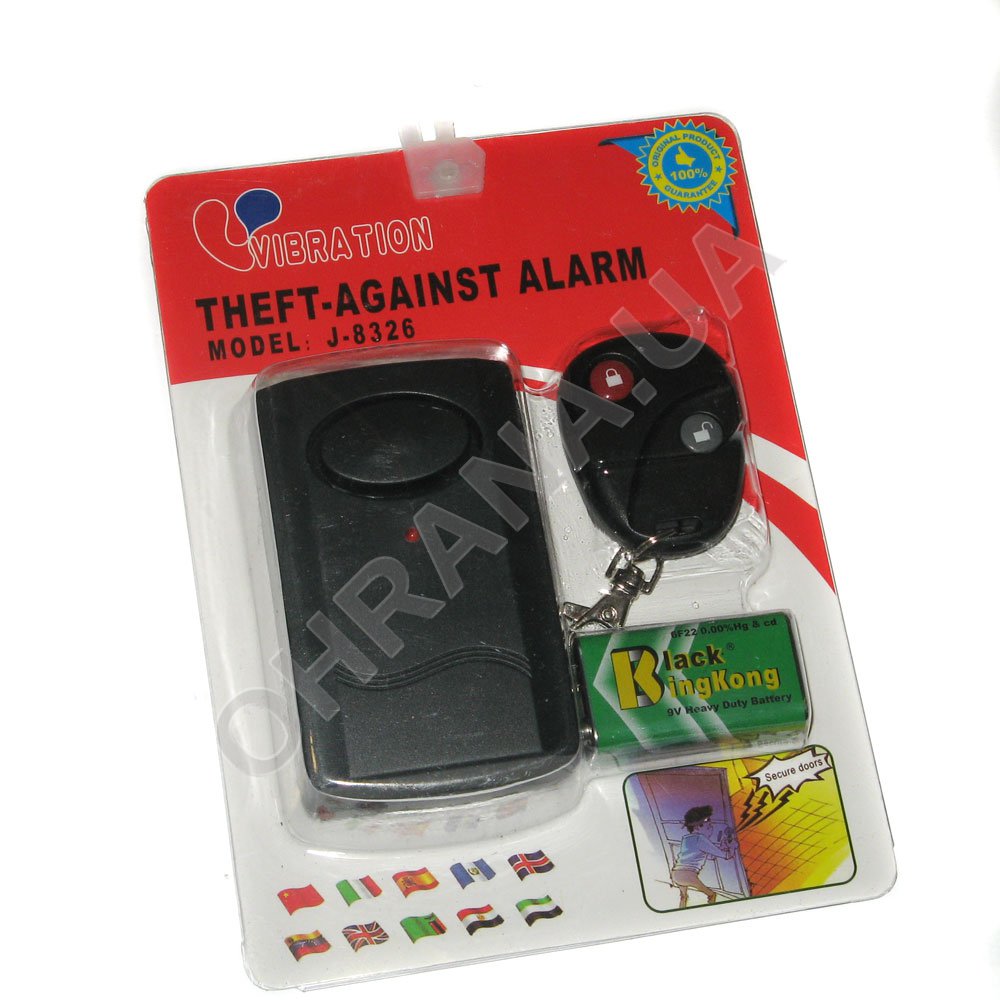 ORIGINAL PRODUCT
100%
GUARANTEE
VIBRATION
THEFT-AGAINST ALARM
MODEL: J-8326
6F22 0.00%Hg & cd
Black®
KingKong
9V Heavy Duty Battery
Secure doors
OHRANA.UA